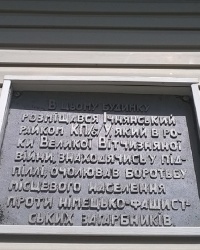 В цьому будинку
розміщався Ічнянський
райком КП/б/У, який в ро-
ки Великої Вітчизняної
війни, знаходячись у під-
піллі, очолював боротьбу
місцевого населення
проти німецько-фашист-
ських загарбників.